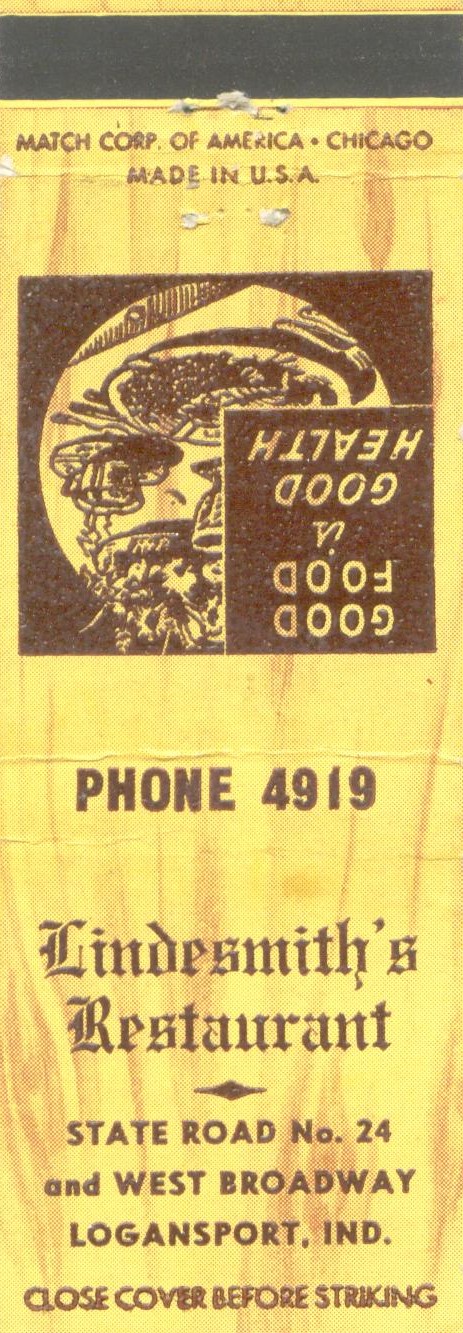 MATCH CORP. OF AMERICA • CHICAGO
MADE IN U.S.A.
GOOD
FOOD
is
GOOD
HEALTH
PHONE 4919
Lindesmith's
Restaurant
STATE ROAD No. 24
and WEST BROADWAY
LOGANSPORT, IND.
CLOSE COVER BEFORE STRIKING